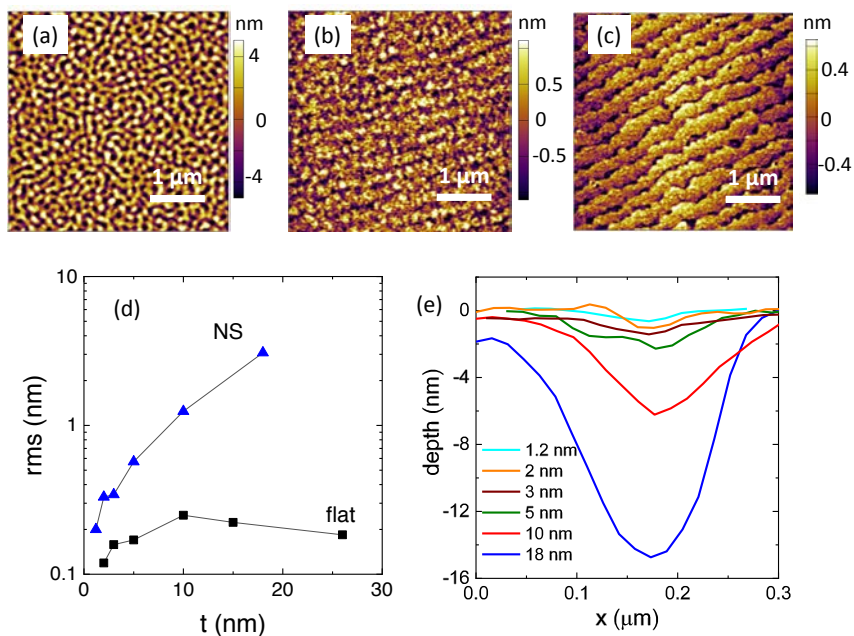 (a)
nm
4
0
-4
1 μm
(b)
nm
0.5
0
-0.5
1 μm
(c)
nm
0.4
0
-0.4
1 μm
(d)
NS
flat
rms (nm)
10
1
0.1
0
10
20
30
t (nm)
(e)
depth (nm)
0
-4
-8
-12
-16
1.2 nm
2 nm
3 nm
5 nm
10 nm
18 nm
0.0
0.1
0.2
0.3
x (μm)